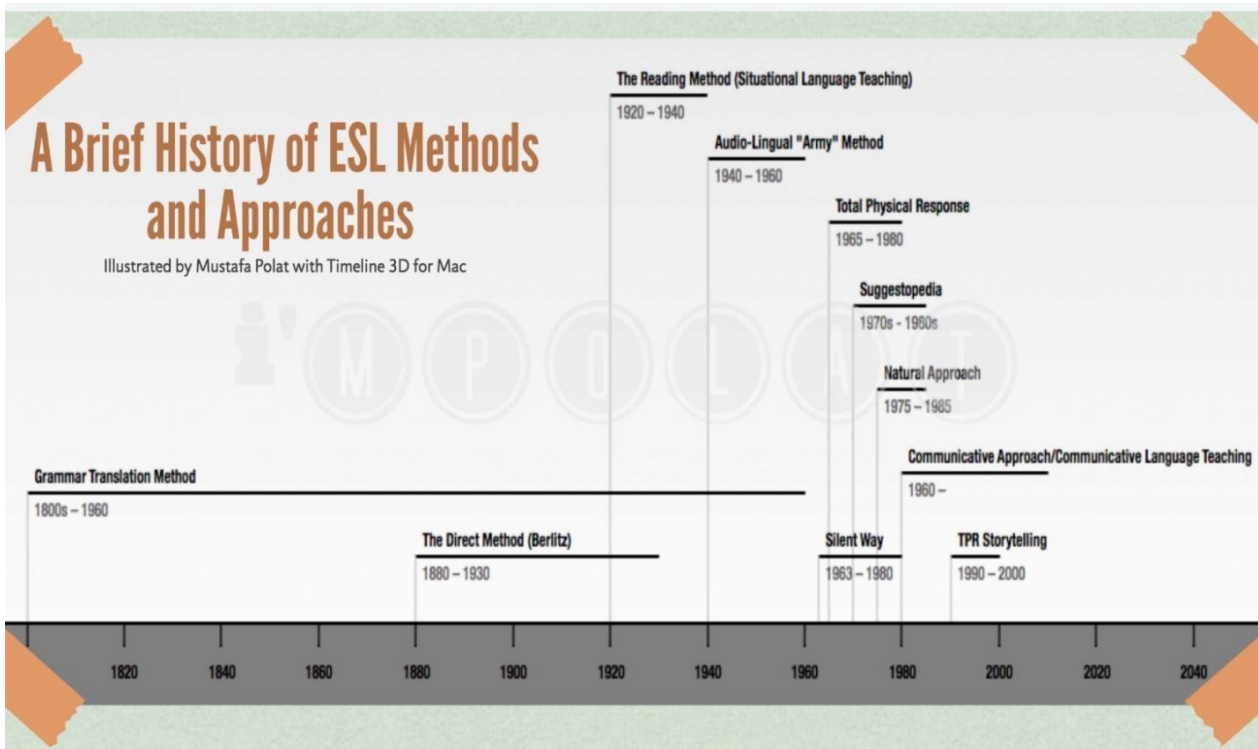 A Brief History of ESL Methods
and Approaches
Illustrated by Mustafa Polat with Timeline 3D for Mac
The Reading Method (Situational Language Teaching)
1920 – 1940
Audio-Lingual "Army" Method
1940 – 1960
Total Physical Response
1965 – 1980
Suggestopedia
1970s - 1980s
Natural Approach
1975 – 1985
Communicative Approach/Communicative Language Teaching
1960 –
Grammar Translation Method
1800s – 1960
The Direct Method (Berlitz)
1880 – 1930
Silent Way
1963 – 1980
TPR Storytelling
1990 – 2000
i'MPOLAT
1820 1840 1860 1880 1900 1920 1940 1960 1980 2000 2020 2040